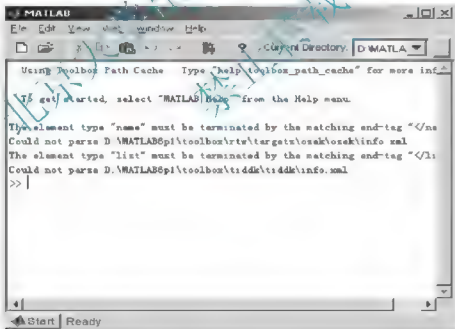 MATLAB
File Edit View Web Window Help
? Current Directory: D:\MATLA
Using Toolbox Path Cache Type "help toolbox_path_cache" for more inf
To get started, select "MATLAB Help" from the Help menu.
The element type "name" must be terminated by the matching end-tag "</na
Could not parse D:\MATLAB6p1\toolbox\rtw\targets\osek\osek\info.xml
The element type "list" must be terminated by the matching end-tag "</li
Could not parse D:\MATLAB6p1\toolbox\tiddk\tiddk\info.xml
>>
Start Ready